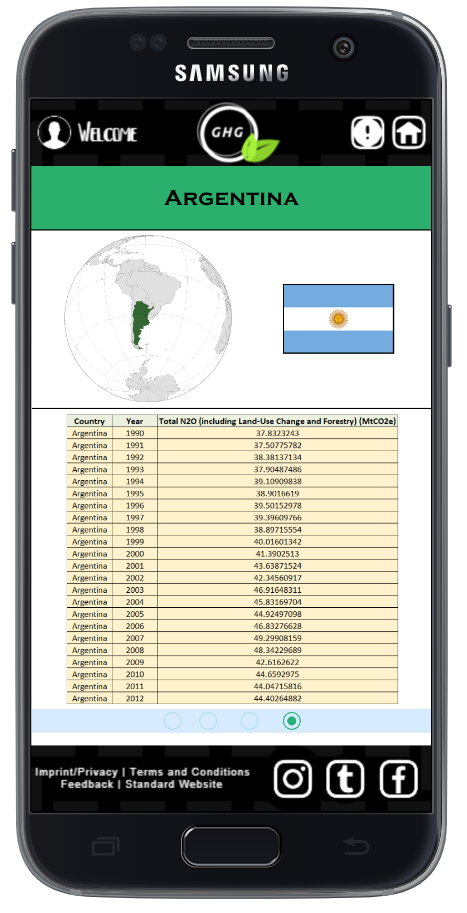 SAMSUNG
Welcome
GHG
Argentina
Country Year Total N2O (including Land-Use Change and Forestry) (MtCO2e)
Argentina 1990 37.8323243
Argentina 1991 37.50775782
Argentina 1992 38.38137134
Argentina 1993 37.90487486
Argentina 1994 39.10909838
Argentina 1995 38.9016619
Argentina 1996 39.50152978
Argentina 1997 39.39609766
Argentina 1998 38.89715554
Argentina 1999 40.01601342
Argentina 2000 41.3902513
Argentina 2001 43.63871524
Argentina 2002 42.34560917
Argentina 2003 46.91648311
Argentina 2004 45.83169704
Argentina 2005 44.92497098
Argentina 2006 46.83276628
Argentina 2007 49.29908159
Argentina 2008 48.34229689
Argentina 2009 42.6162622
Argentina 2010 44.6592975
Argentina 2011 44.04715816
Argentina 2012 44.40264882
Imprint/Privacy | Terms and Conditions
Feedback | Standard Website